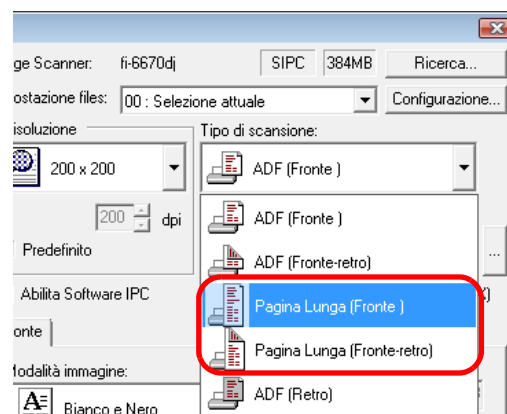 ge Scanner: fi-6670dj SIPC 384MB Ricerca...
ostazione files: 00 : Selezione attuale Configurazione...
isoluzione Tipo di scansione:
200 x 200 ADF (Fronte )
200 dpi ADF (Fronte )
Predefinito ADF (Fronte-retro) ...
Abilita Software IPC Pagina Lunga (Fronte )
onte Pagina Lunga (Fronte-retro)
Modalità immagine: ADF (Retro)
Bianco e Nero